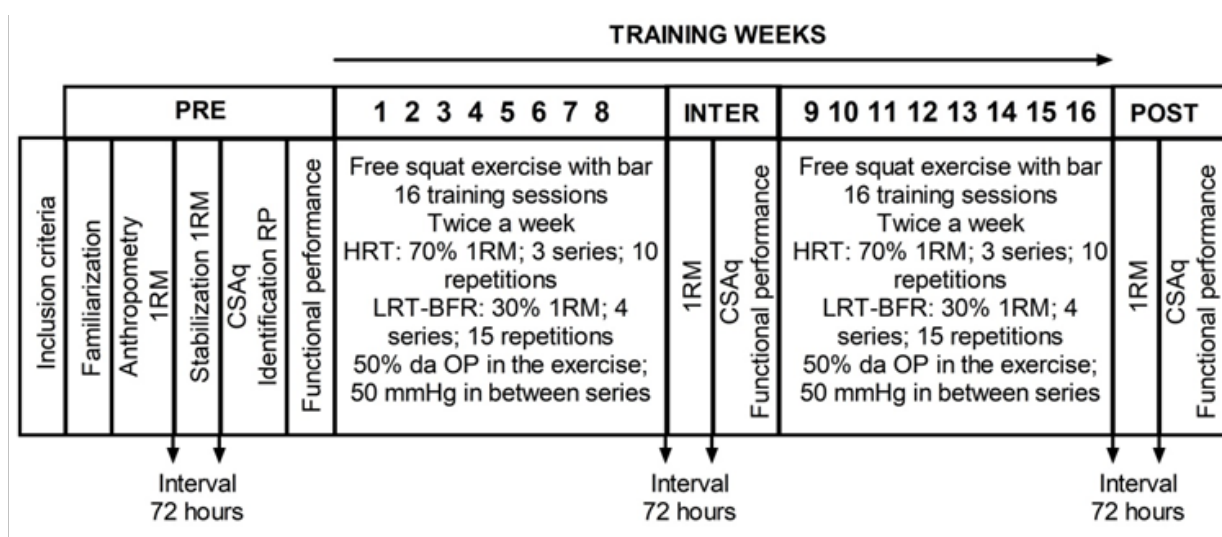 TRAINING WEEKS
PRE
1 2 3 4 5 6 7 8
INTER
9 10 11 12 13 14 15 16
POST
Inclusion criteria
Familiarization
Anthropometry
1RM
Stabilization 1RM
CSAq
Identification RP
Functional performance
Free squat exercise with bar
16 training sessions
Twice a week
HRT: 70% 1RM; 3 series; 10
repetitions
LRT-BFR: 30% 1RM; 4
series; 15 repetitions
50% da OP in the exercise;
50 mmHg in between series
1RM
CSAq
Functional performance
Free squat exercise with bar
16 training sessions
Twice a week
HRT: 70% 1RM; 3 series; 10
repetitions
LRT-BFR: 30% 1RM; 4
series; 15 repetitions
50% da OP in the exercise;
50 mmHg in between series
1RM
CSAq
Functional performance
Interval
72 hours
Interval
72 hours
Interval
72 hours